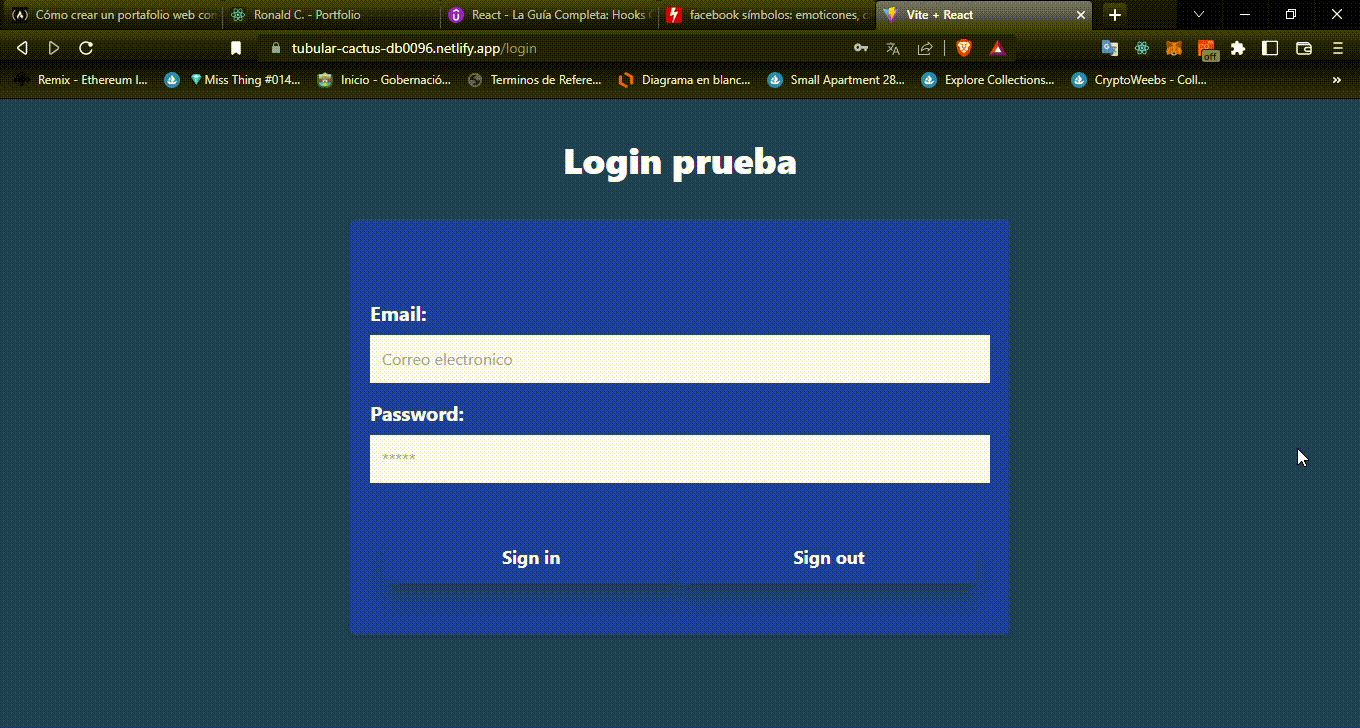 Cómo crear un portafolio web con
Ronald C. - Portfolio
React - La Guía Completa: Hooks
facebook símbolos: emoticones, c
Vite + React
tubular-cactus-db0096.netlify.app/login
off
Remix - Ethereum I...
Miss Thing #014...
Inicio - Gobernació...
Terminos de Refere...
Diagrama en blanc...
Small Apartment 28...
Explore Collections...
CryptoWeebs - Coll...
Login prueba
Email:
Correo electronico
Password:
*****
Sign in
Sign out